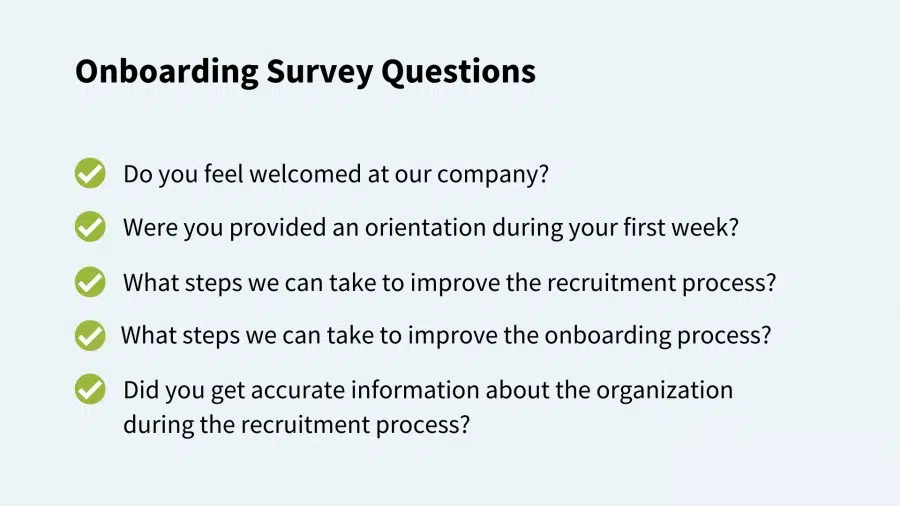 Onboarding Survey Questions
Do you feel welcomed at our company?
Were you provided an orientation during your first week?
What steps we can take to improve the recruitment process?
What steps we can take to improve the onboarding process?
Did you get accurate information about the organization
during the recruitment process?